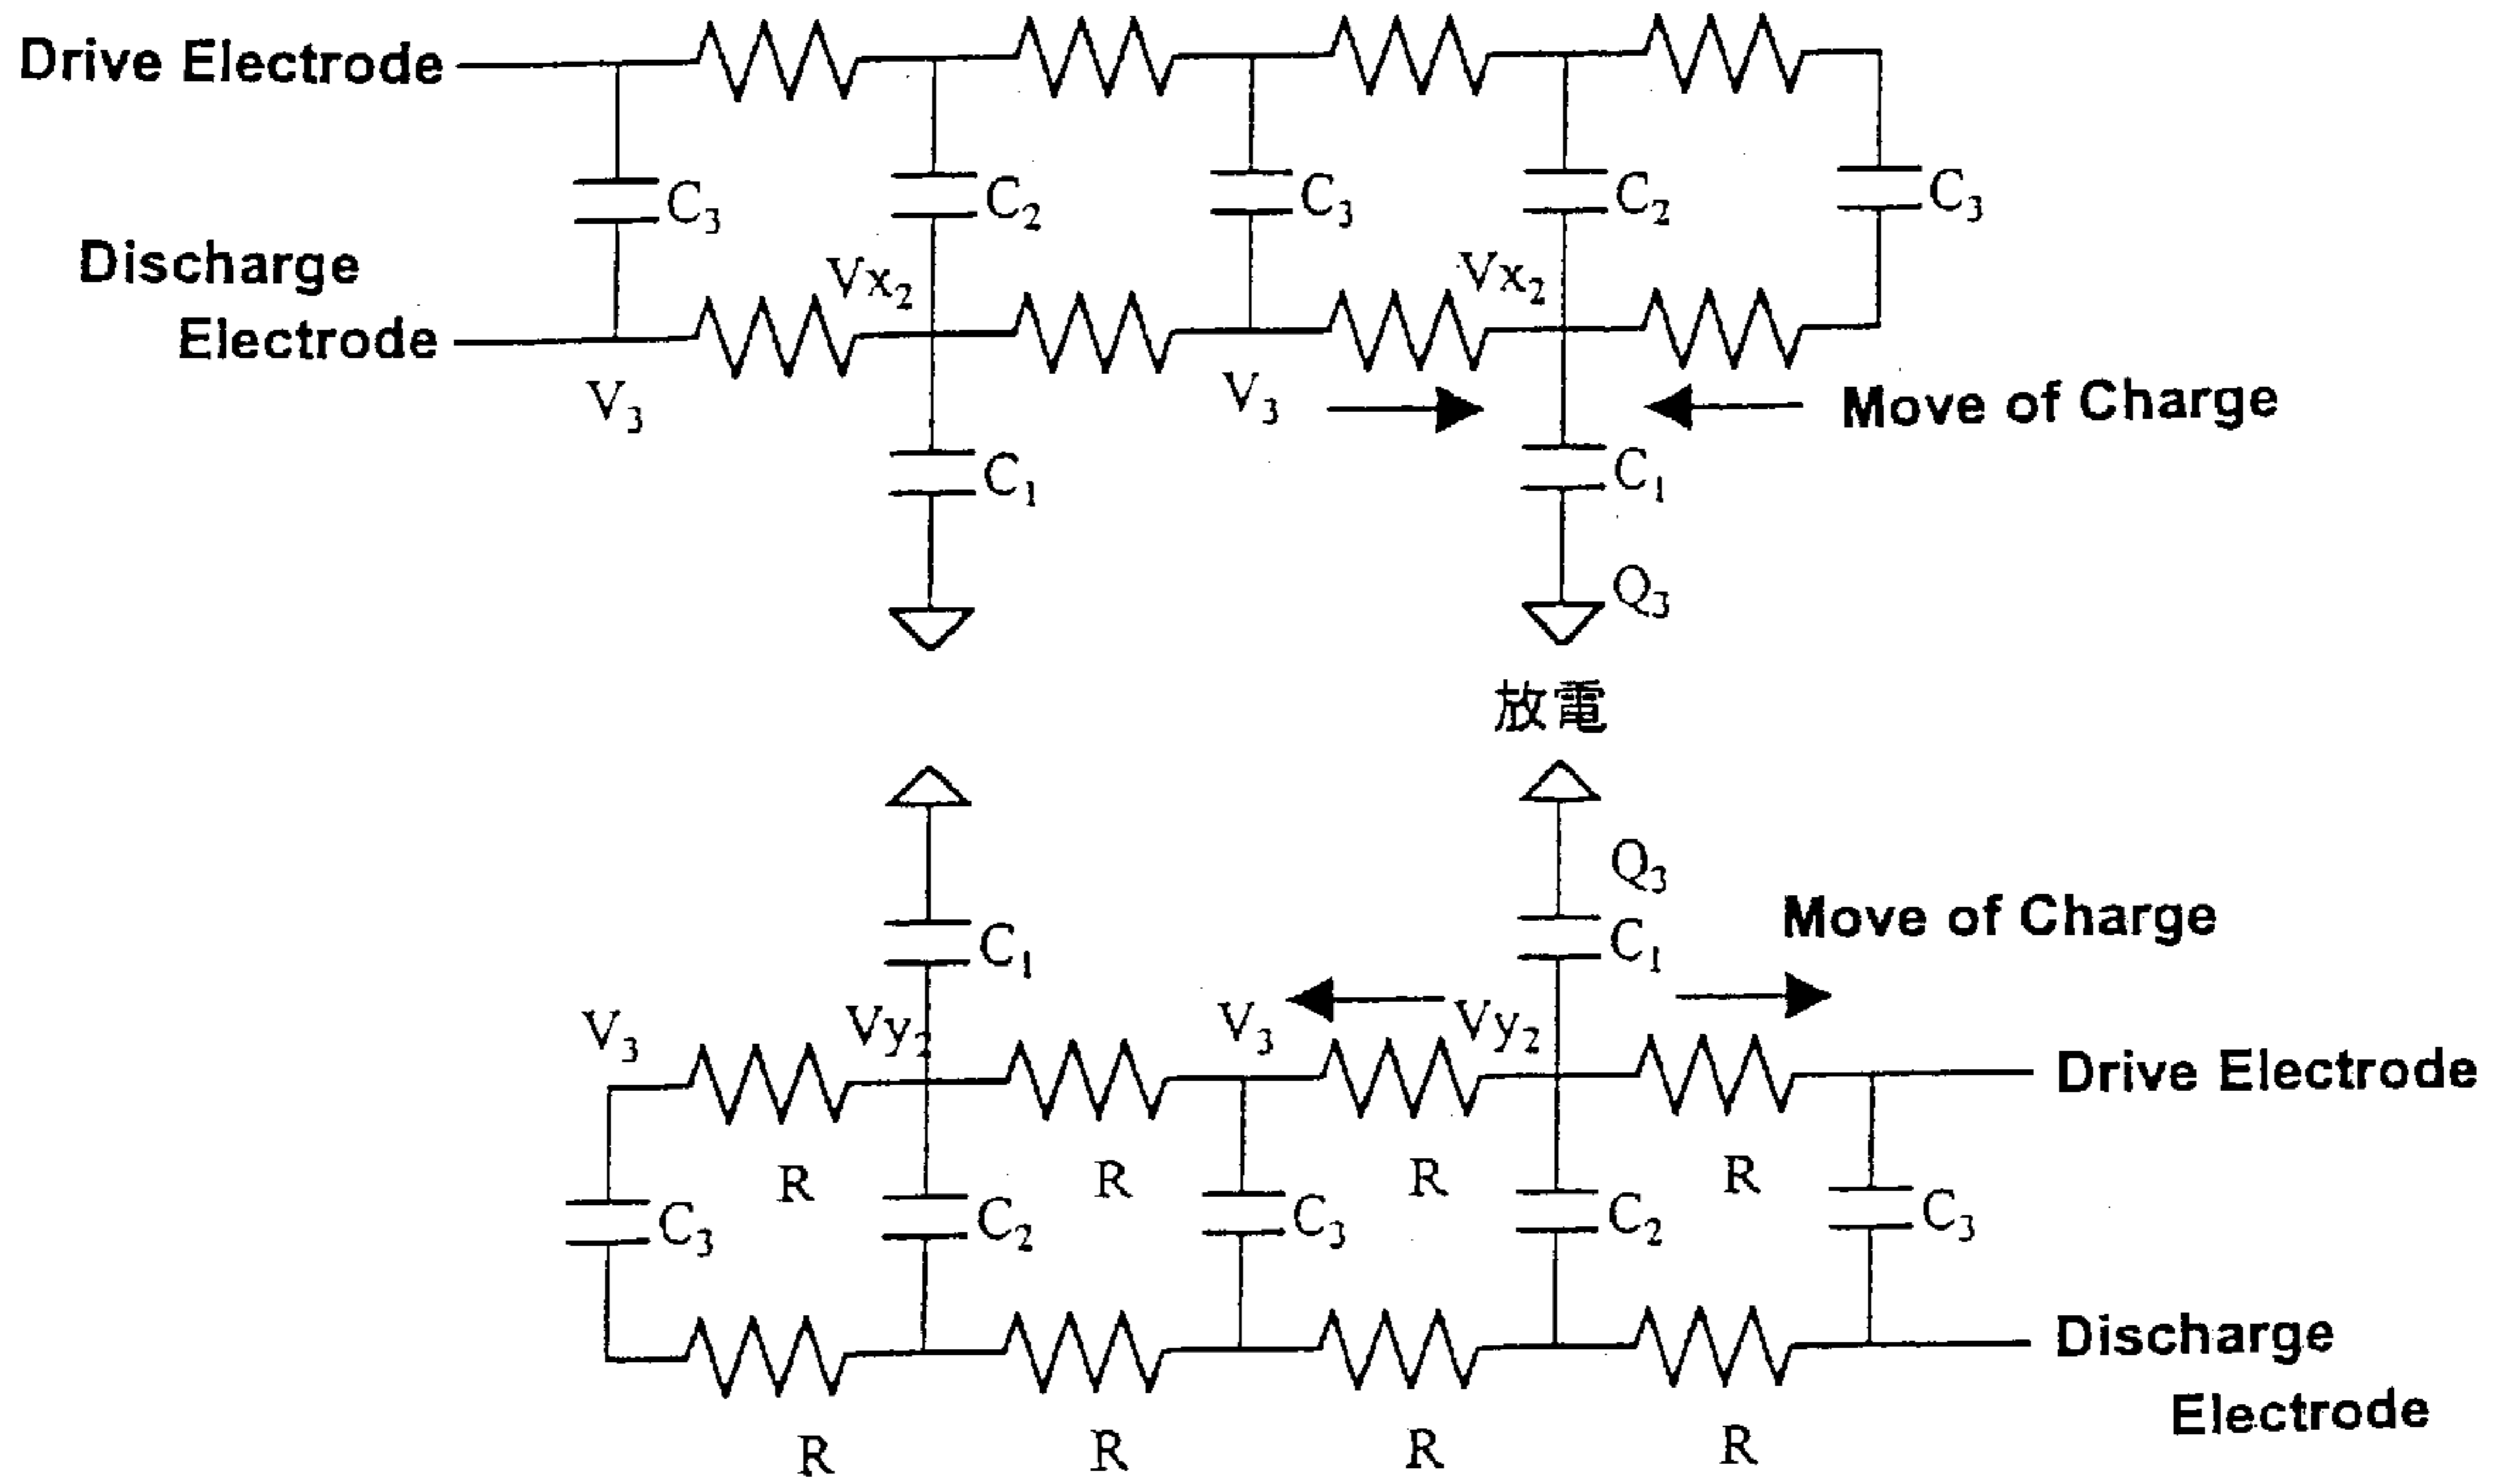 Drive Electrode
C₃
C₂
C₃
C₂
C₃
Discharge
Electrode
Vx₂
Vx₂
V₃
V₃
Move of Charge
C₁
C₁
Q₃
放電
Q₃
Move of Charge
C₁
C₁
V₃
Vy₂
V₃
Vy₂
Drive Electrode
R
R
R
R
C₃
C₂
C₃
C₂
C₃
Discharge
Electrode
R
R
R
R